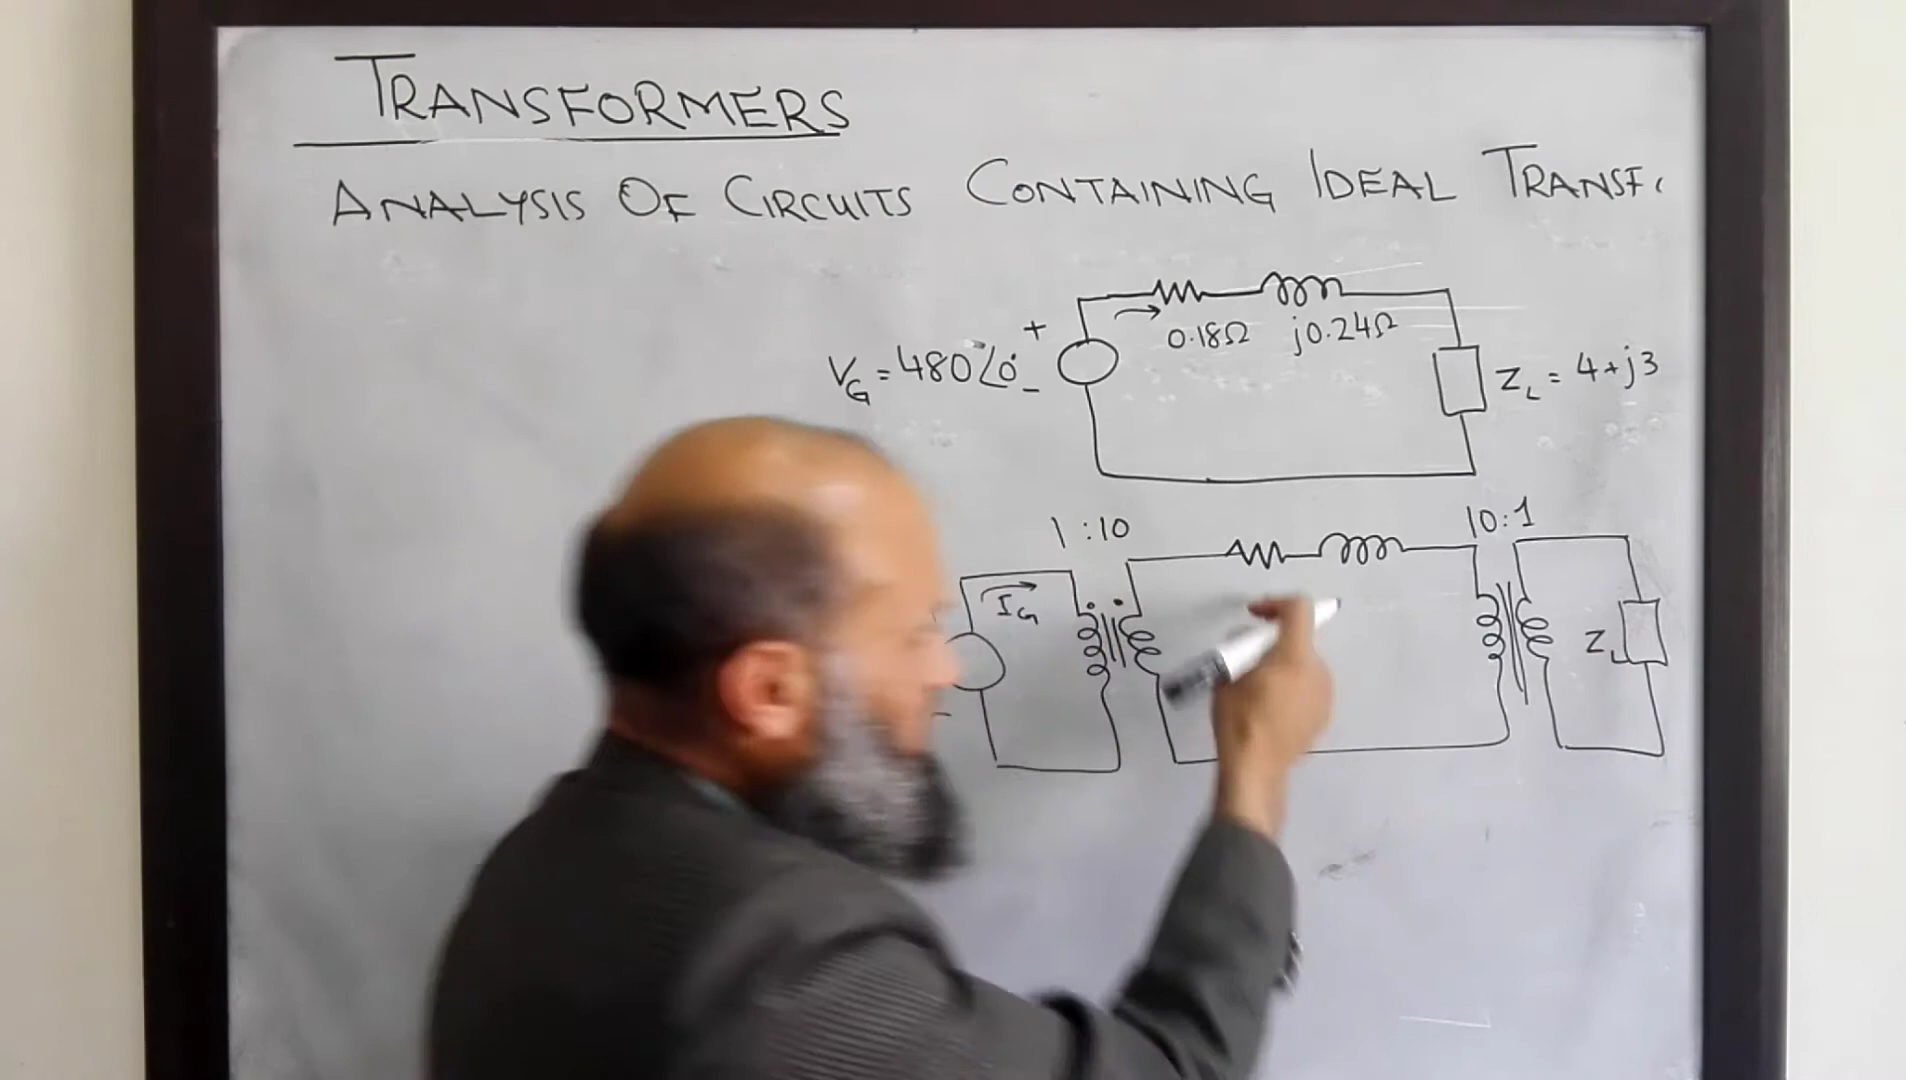 TRANSFORMERS
ANALYSIS OF CIRCUITS CONTAINING IDEAL TRANSF.
+
0.18Ω j0.24Ω
V_G = 480∠0°
-
Z_L = 4+j3
1:10
10:1
I_G
Z_L
-